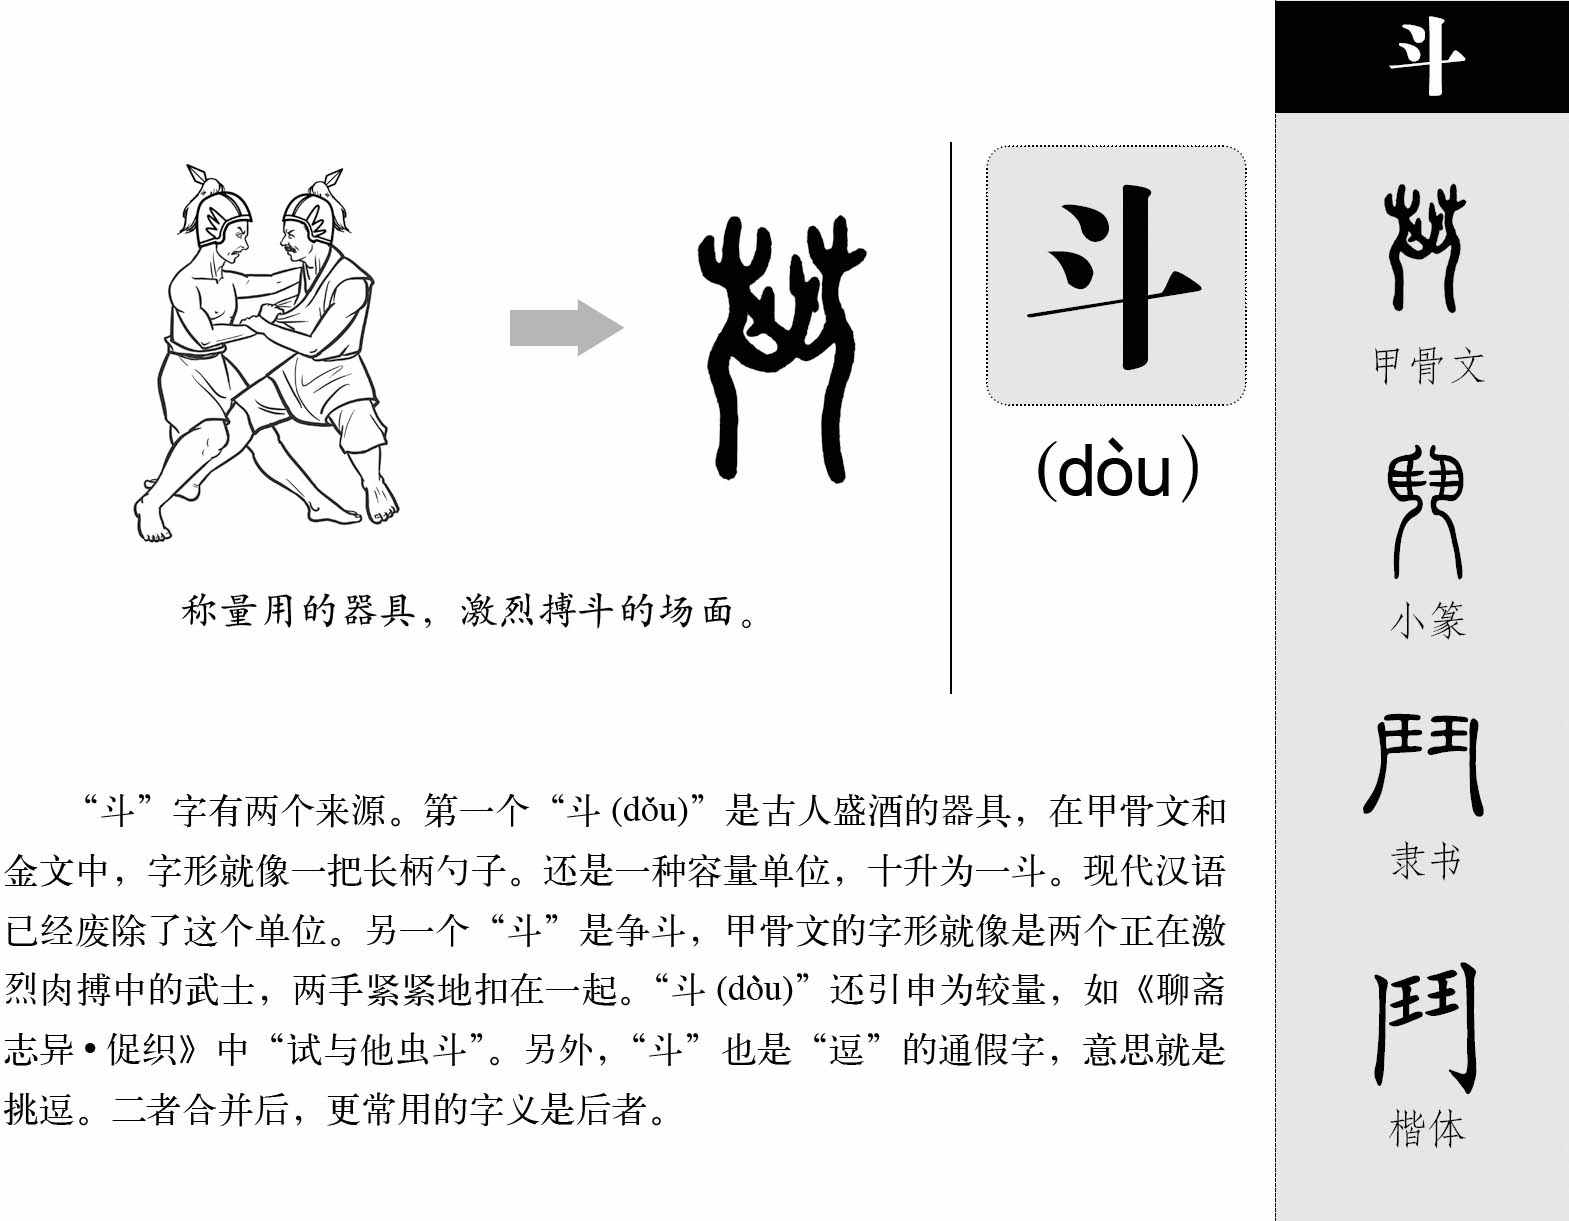 斗
斗
(dòu)
称量用的器具，激烈搏斗的场面。
“斗”字有两个来源。第一个“斗(dǒu)”是古人盛酒的器具，在甲骨文和
金文中，字形就像一把长柄勺子。还是一种容量单位，十升为一斗。现代汉语
已经废除了这个单位。另一个“斗”是争斗，甲骨文的字形就像是两个正在激
烈肉搏中的武士，两手紧紧地扣在一起。“斗(dòu)”还引申为较量，如《聊斋
志异•促织》中“试与他虫斗”。另外，“斗”也是“逗”的通假字，意思就是
挑逗。二者合并后，更常用的字义是后者。
甲骨文
鬥
小篆
鬥
隶书
鬥
楷体